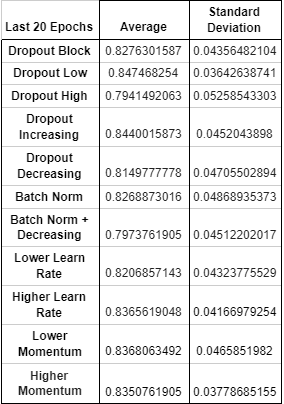 Last 20 Epochs Average Standard Deviation
Dropout Block 0.8276301587 0.04356482104
Dropout Low 0.847468254 0.03642638741
Dropout High 0.7941492063 0.05258543303
Dropout Increasing 0.8440015873 0.0452043898
Dropout Decreasing 0.8149777778 0.04705502894
Batch Norm 0.8268873016 0.04868935373
Batch Norm + Decreasing 0.7973761905 0.04512202017
Lower Learn Rate 0.8206857143 0.04323775529
Higher Learn Rate 0.8365619048 0.04166979254
Lower Momentum 0.8368063492 0.0465851982
Higher Momentum 0.8350761905 0.03778685155